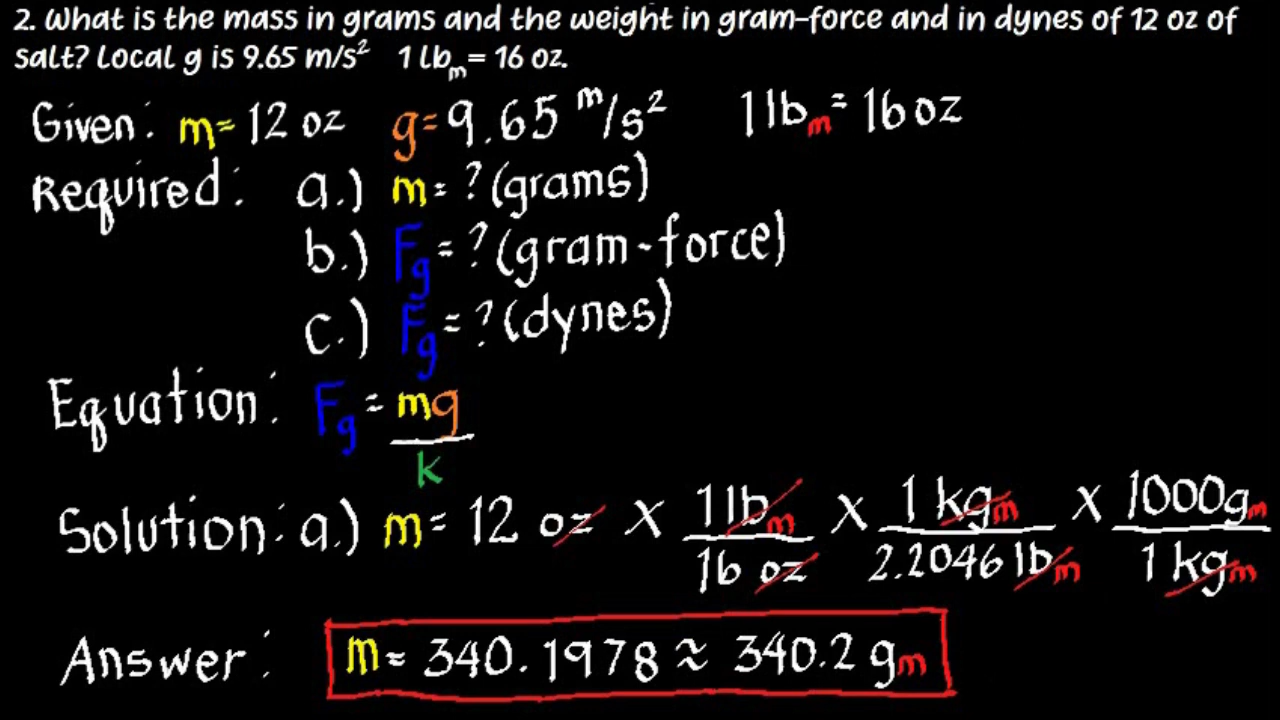 2. What is the mass in grams and the weight in gram-force and in dynes of 12 oz of
salt? Local g is 9.65 m/s² 1 lbₘ = 16 oz.
Given: m = 12 oz g = 9.65 m/s² 1 lbₘ = 16 oz
Required: a.) m = ? (grams)
b.) Fg = ? (gram-force)
c.) Fg = ? (dynes)
Equation: Fg = mg / k
Solution: a.) m = 12 oz x 1 lbₘ / 16 oz x 1 kgₘ / 2.2046 lbₘ x 1000gₘ / 1 kgₘ
Answer: m = 340.1978 ≈ 340.2 gₘ